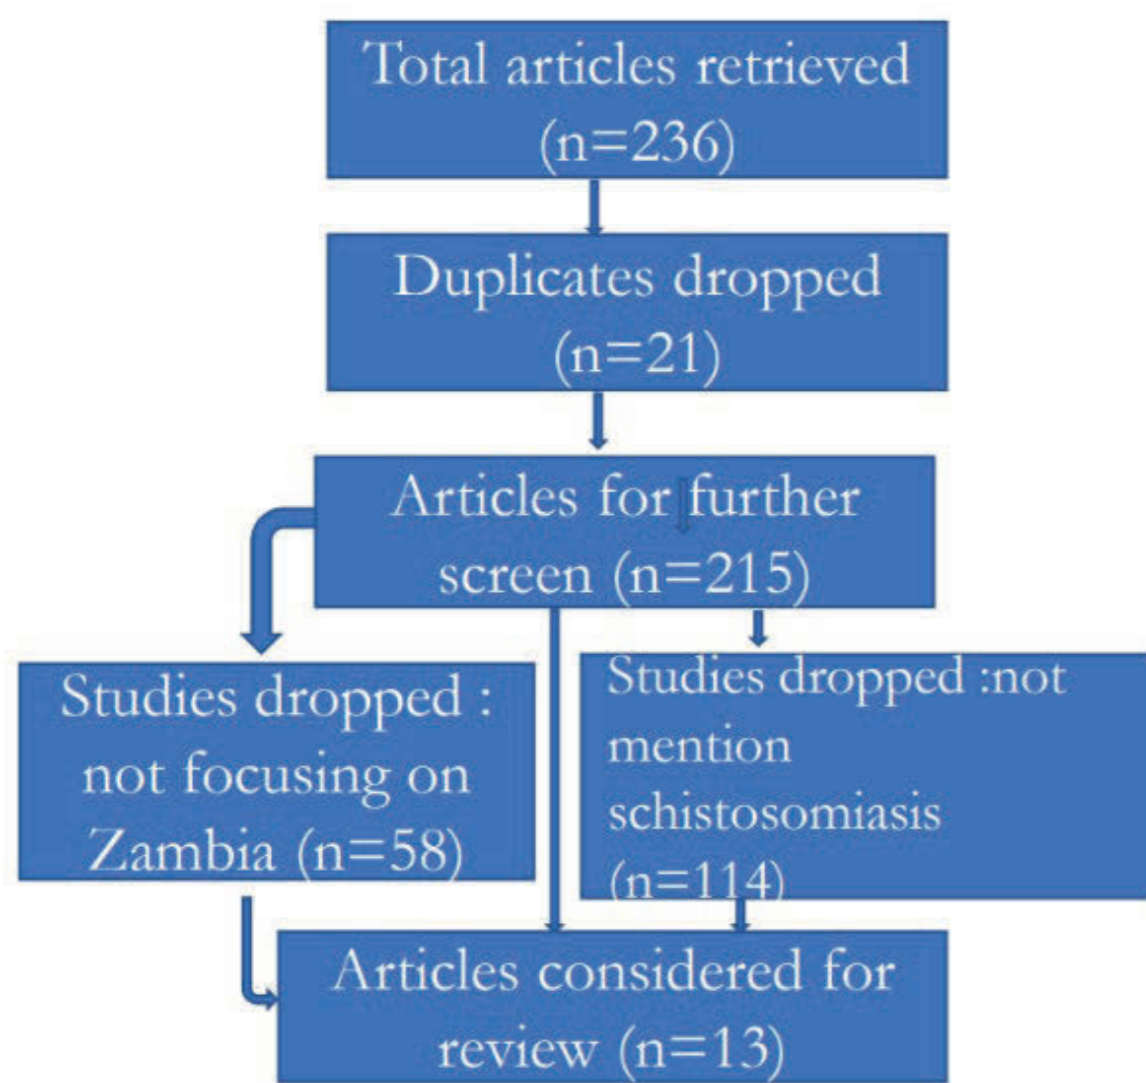 Total articles retrieved
(n=236)
Duplicates dropped
(n=21)
Articles for further
screen (n=215)
Studies dropped :
not focusing on
Zambia (n=58)
Studies dropped :not
mention
schistosomiasis
(n=114)
Articles considered for
review (n=13)